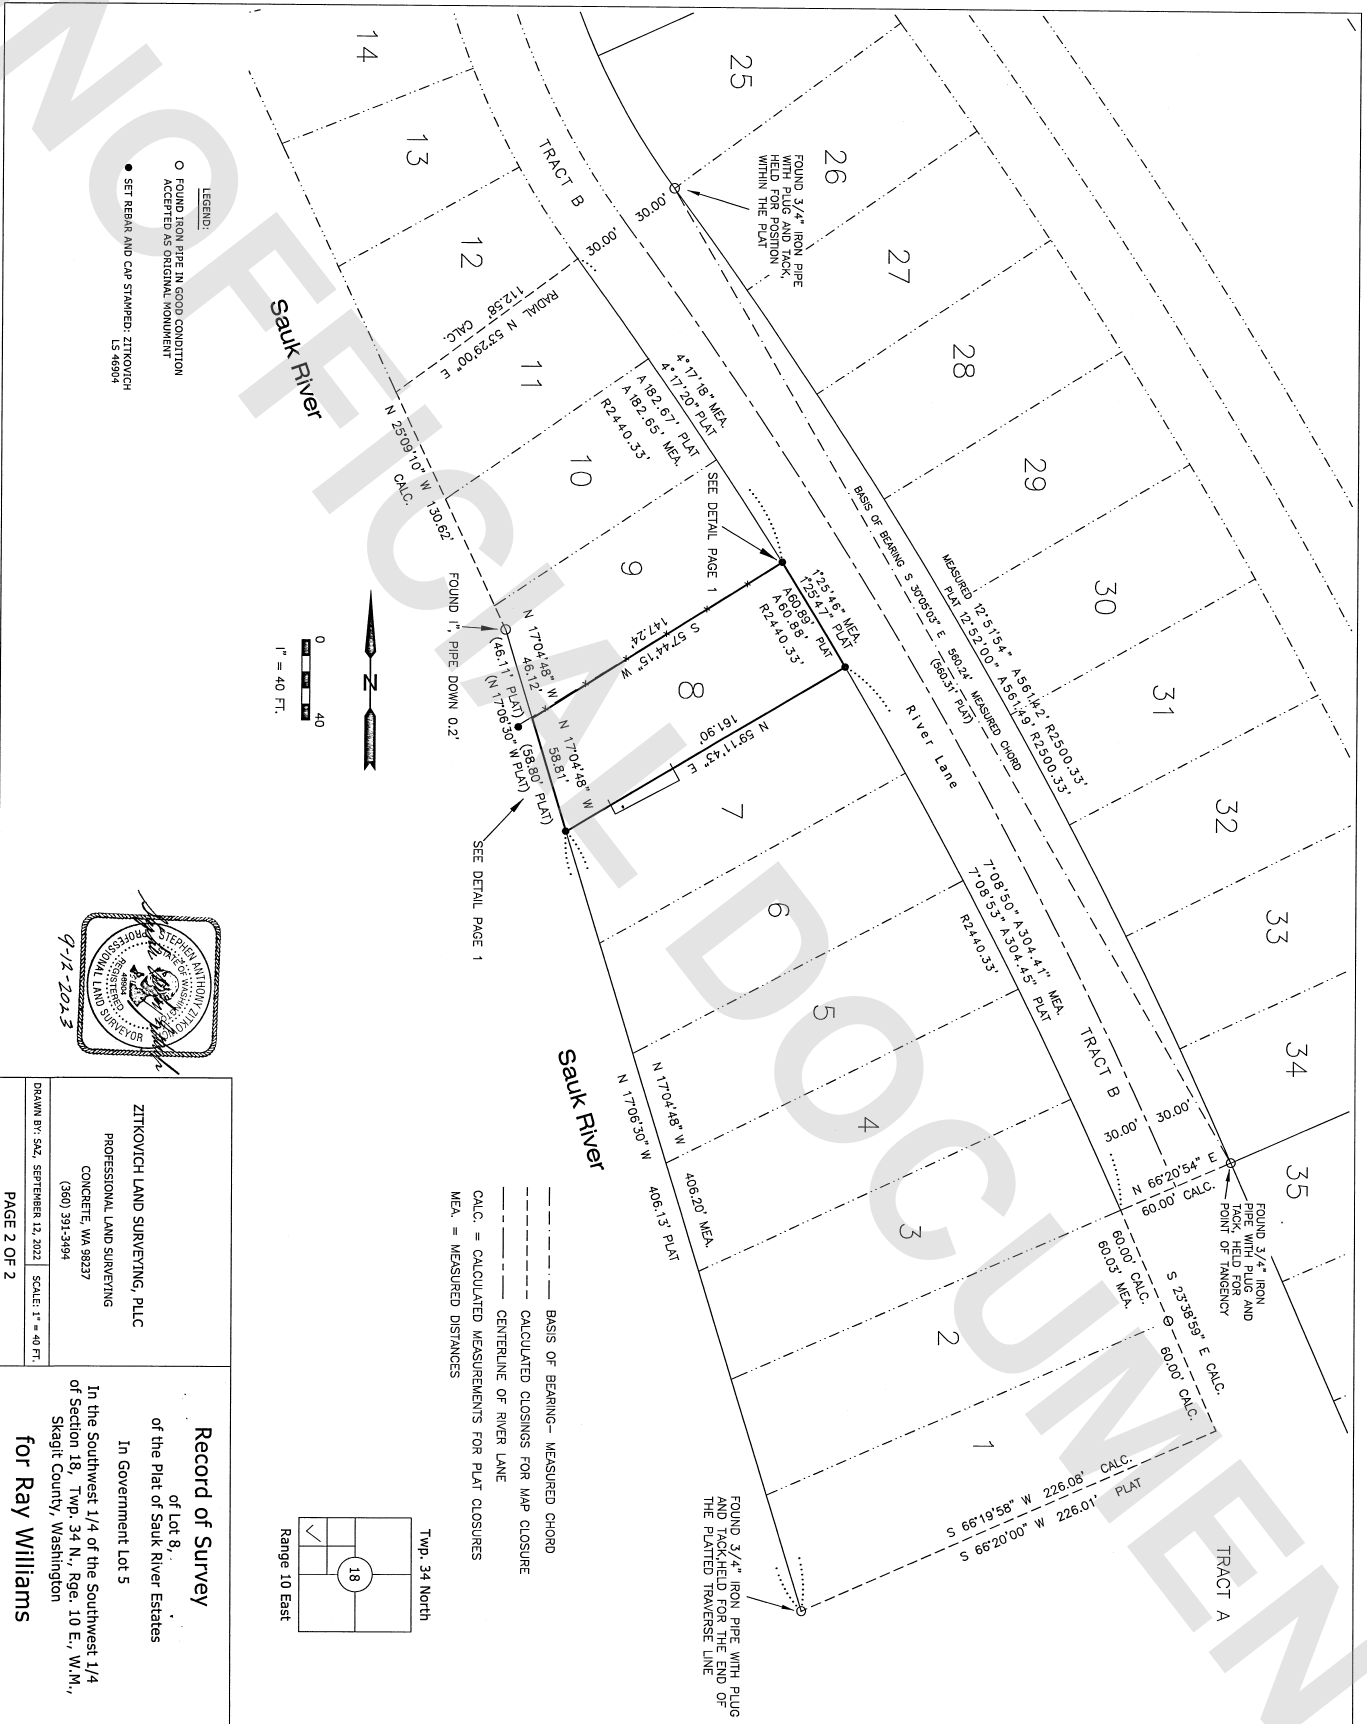 UNOFFICIAL DOCUMENT
14
13
12
11
10
9
8
7
6
5
4
3
2
1
25
26
27
28
29
30
31
32
33
34
35
TRACT B
TRACT B
TRACT A
River Lane
Sauk River
Sauk River
FOUND 3/4" IRON PIPE
WITH PLUG AND TACK,
HELD FOR POSITION
WITHIN THE PLAT
30.00'
30.00'
RADIAL N 53°29'00" E
112.58' CALC.
N 25°09'10" W 130.62'
CALC.
4°17'18" MEA.
4°17'20" PLAT
A 182.67' PLAT
A 182.65' MEA.
R2440.33'
SEE DETAIL PAGE 1
1°25'46" MEA.
1°25'47" PLAT
A60.89' PLAT
A60.88'
R2440.33'
S 57°44'15" W
147.24'
N 59°11'43" E
161.90'
N 17°04'48" W
46.12'
(46.11' PLAT)
(N 17°06'30" W PLAT)
N 17°04'48" W
58.81'
(58.80' PLAT)
FOUND 1", PIPE DOWN 0.2'
SEE DETAIL PAGE 1
BASIS OF BEARING S 30°05'03" E 560.24' MEASURED CHORD
(560.31' PLAT)
MEASURED 12°51'54" A561.42' R2500.33'
PLAT 12°52'00" A561.49' R2500.33'
7°08'50" A304.41' MEA.
7°08'53" A304.45' PLAT
R2440.33'
30.00'
30.00'
N 66°20'54" E
60.00' CALC.
FOUND 3/4" IRON
PIPE WITH PLUG AND
TACK, HELD FOR
POINT OF TANGENCY
60.00' CALC.
60.03' MEA.
S 23°38'59" E CALC.
60.00' CALC.
S 66°19'58" W 226.08' CALC.
S 66°20'00" W 226.01' PLAT
N 17°04'48" W 406.20' MEA.
N 17°06'30" W 406.13' PLAT
FOUND 3/4" IRON PIPE WITH PLUG
AND TACK,HELD FOR THE END OF
THE PLATTED TRAVERSE LINE
LEGEND:
FOUND IRON PIPE IN GOOD CONDITION
ACCEPTED AS ORIGINAL MONUMENT
SET REBAR AND CAP STAMPED: ZITKOVICH
LS 46904
N
0 40
1" = 40 FT.
BASIS OF BEARING- MEASURED CHORD
CALCULATED CLOSINGS FOR MAP CLOSURE
CENTERLINE OF RIVER LANE
CALC. = CALCULATED MEASUREMENTS FOR PLAT CLOSURES
MEA. = MEASURED DISTANCES
Twp. 34 North
18
Range 10 East
STEPHEN ANTHONY ZITKOVICH
STATE OF WASHINGTON
46904
REGISTERED
PROFESSIONAL LAND SURVEYOR
9-12-2023
ZITKOVICH LAND SURVEYING, PLLC
PROFESSIONAL LAND SURVEYING
CONCRETE, WA 98237
(360) 391-3494
DRAWN BY: SAZ, SEPTEMBER 12, 2022
SCALE: 1" = 40 FT.
PAGE 2 OF 2
Record of Survey
of Lot 8,
of the Plat of Sauk River Estates
In Government Lot 5
In the Southwest 1/4 of the Southwest 1/4
of Section 18, Twp. 34 N., Rge. 10 E., W.M.,
Skagit County, Washington
for Ray Williams